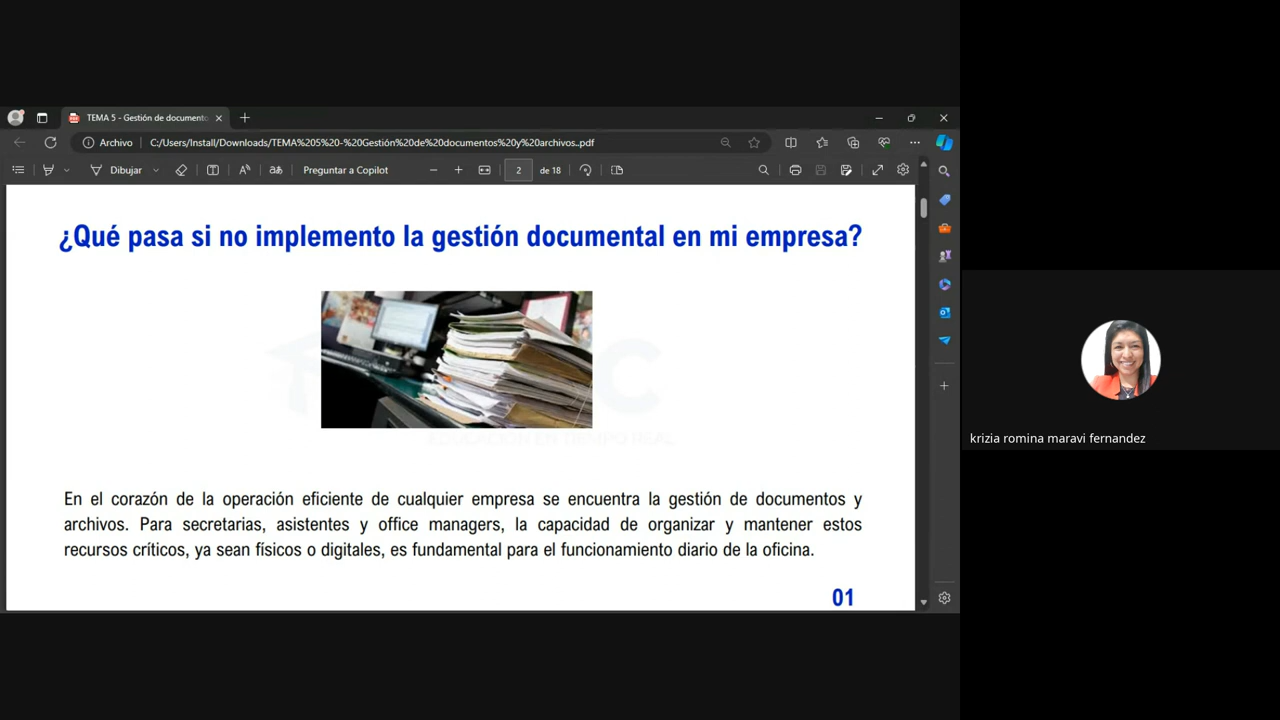 TEMA 5 - Gestión de documento
Archivo
C:/Users/Install/Downloads/TEMA%205%20-%20Gestión%20de%20documentos%20y%20archivos..pdf
Dibujar
Preguntar a Copilot
2
de 18
¿Qué pasa si no implemento la gestión documental en mi empresa?
EDUCACIÓN EN TIEMPO REAL
En el corazón de la operación eficiente de cualquier empresa se encuentra la gestión de documentos y
archivos. Para secretarias, asistentes y office managers, la capacidad de organizar y mantener estos
recursos críticos, ya sean físicos o digitales, es fundamental para el funcionamiento diario de la oficina.
01
krizia romina maravi fernandez